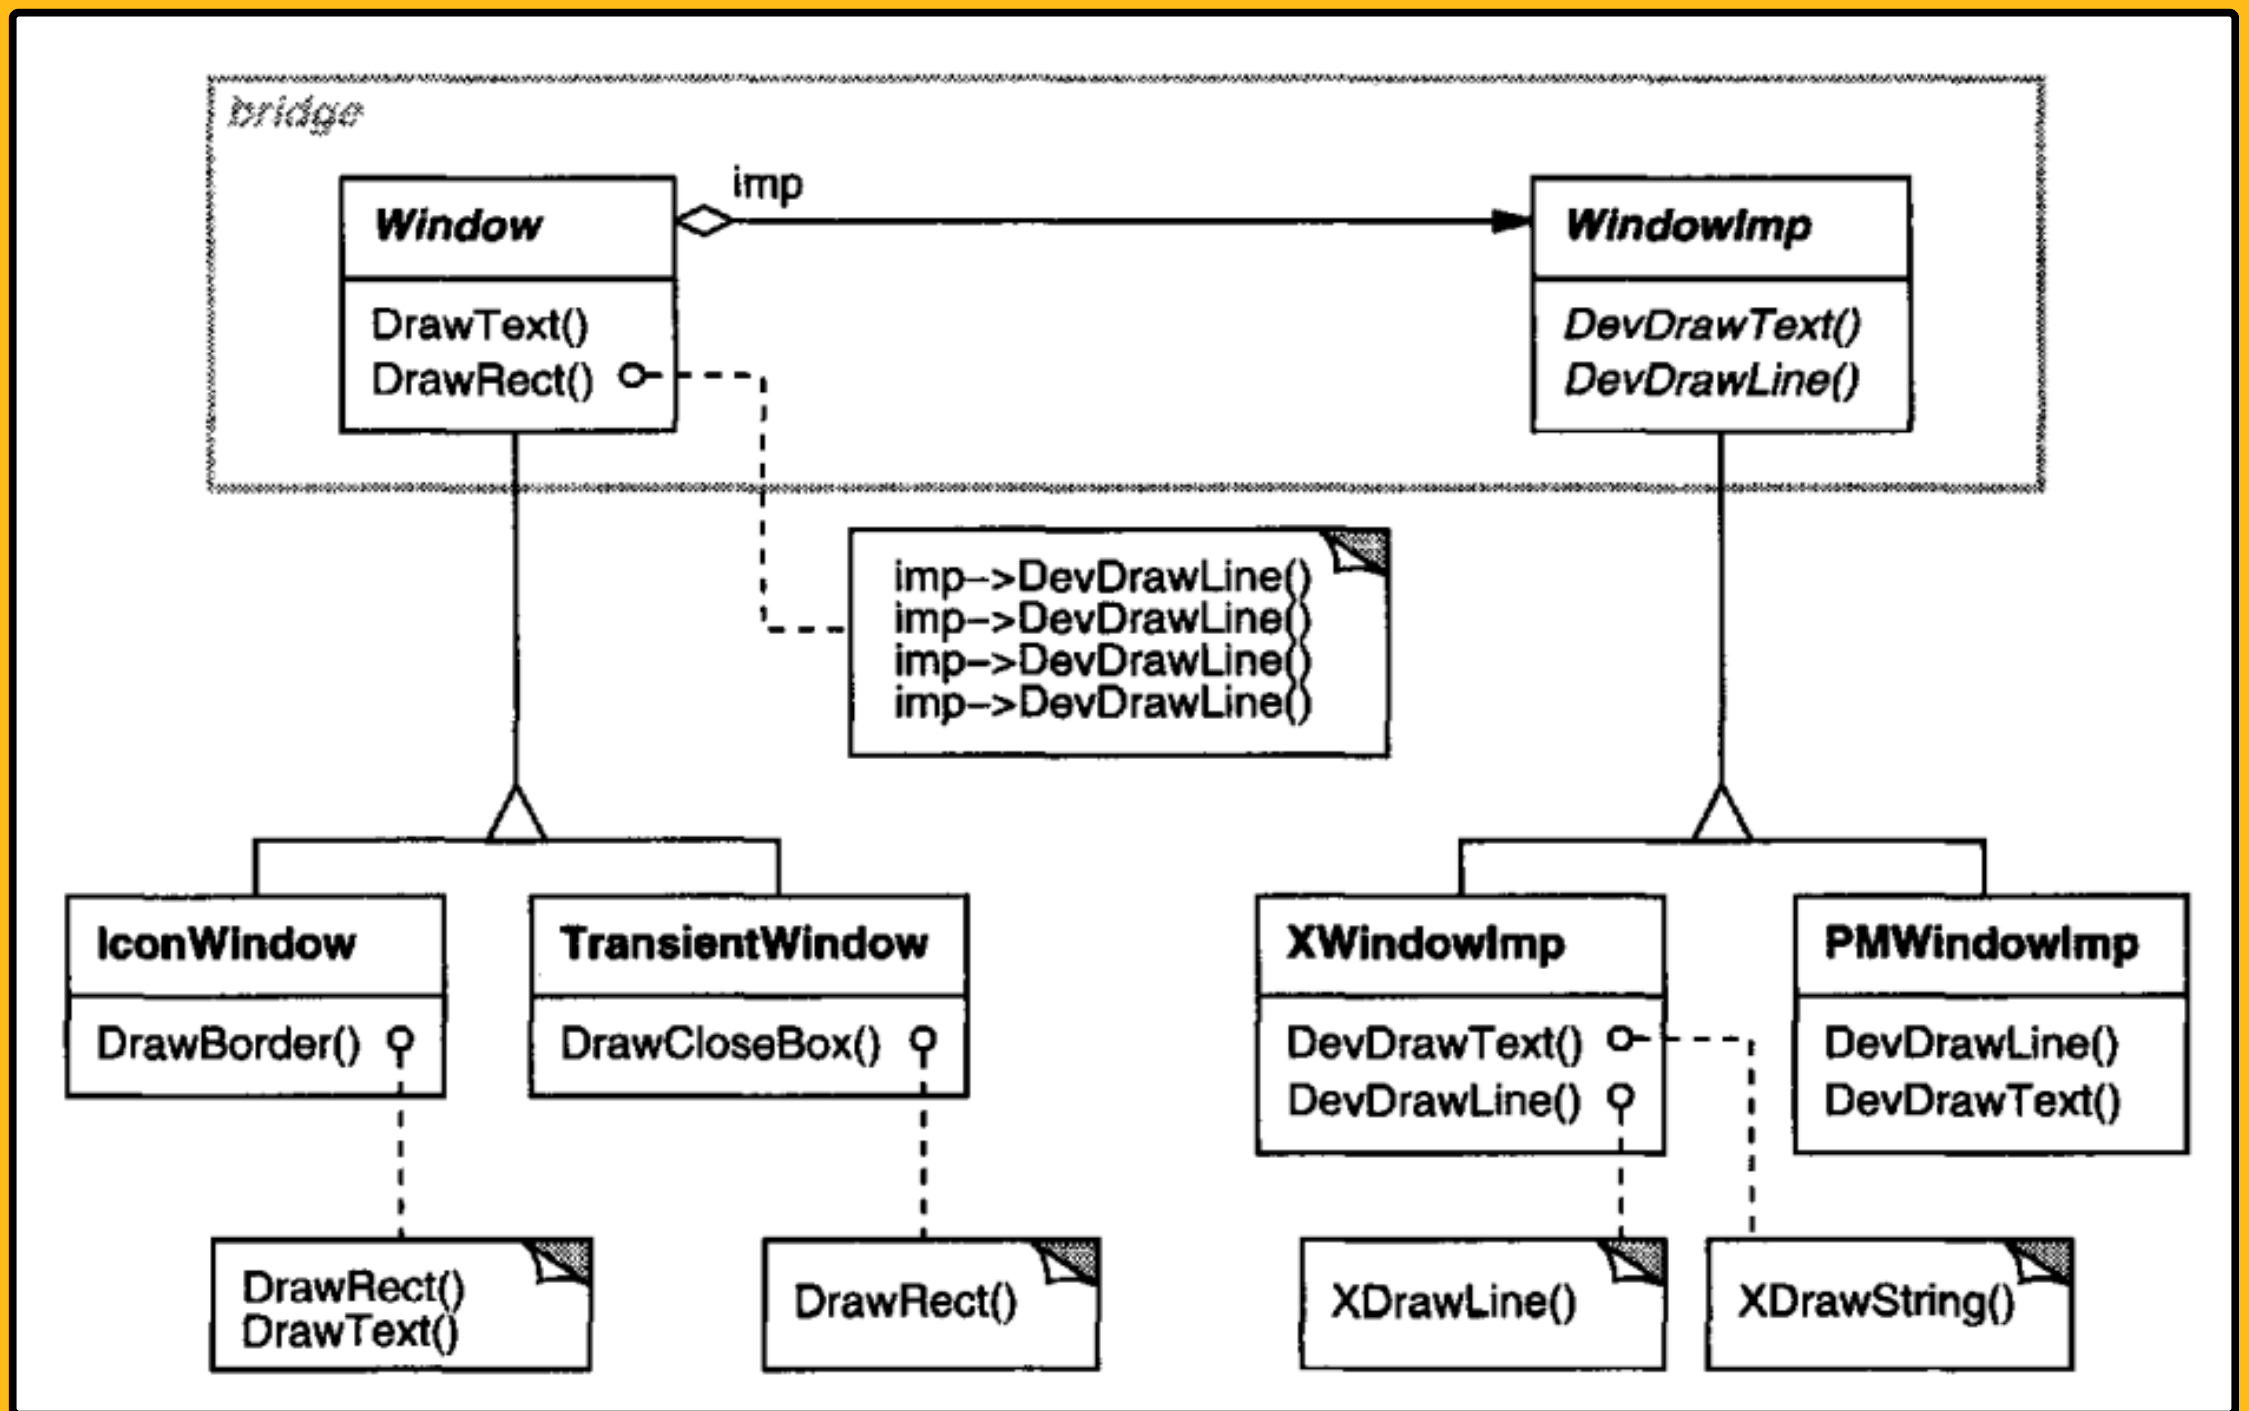 bridge
imp
Window
WindowImp
DrawText()
DrawRect()
DevDrawText()
DevDrawLine()
imp->DevDrawLine()
imp->DevDrawLine()
imp->DevDrawLine()
imp->DevDrawLine()
IconWindow
DrawBorder()
TransientWindow
DrawCloseBox()
XWindowImp
DevDrawText()
DevDrawLine()
PMWindowImp
DevDrawLine()
DevDrawText()
DrawRect()
DrawText()
DrawRect()
XDrawLine()
XDrawString()